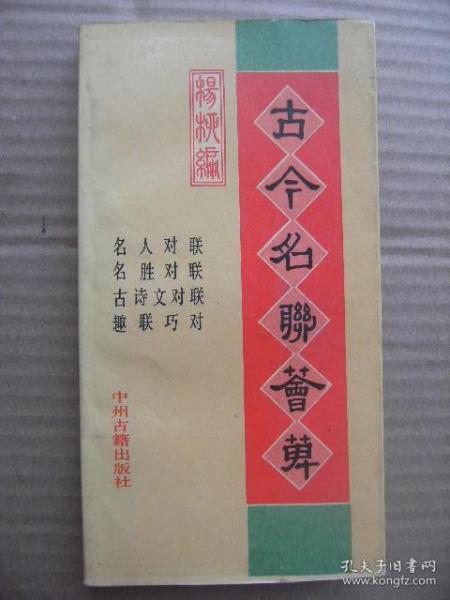 古今名聯薈萃
楊桃編
名人对联
名胜对联
古诗文对联
趣联巧对
中州古籍出版社
孔夫子旧书网
www.kongfz.com